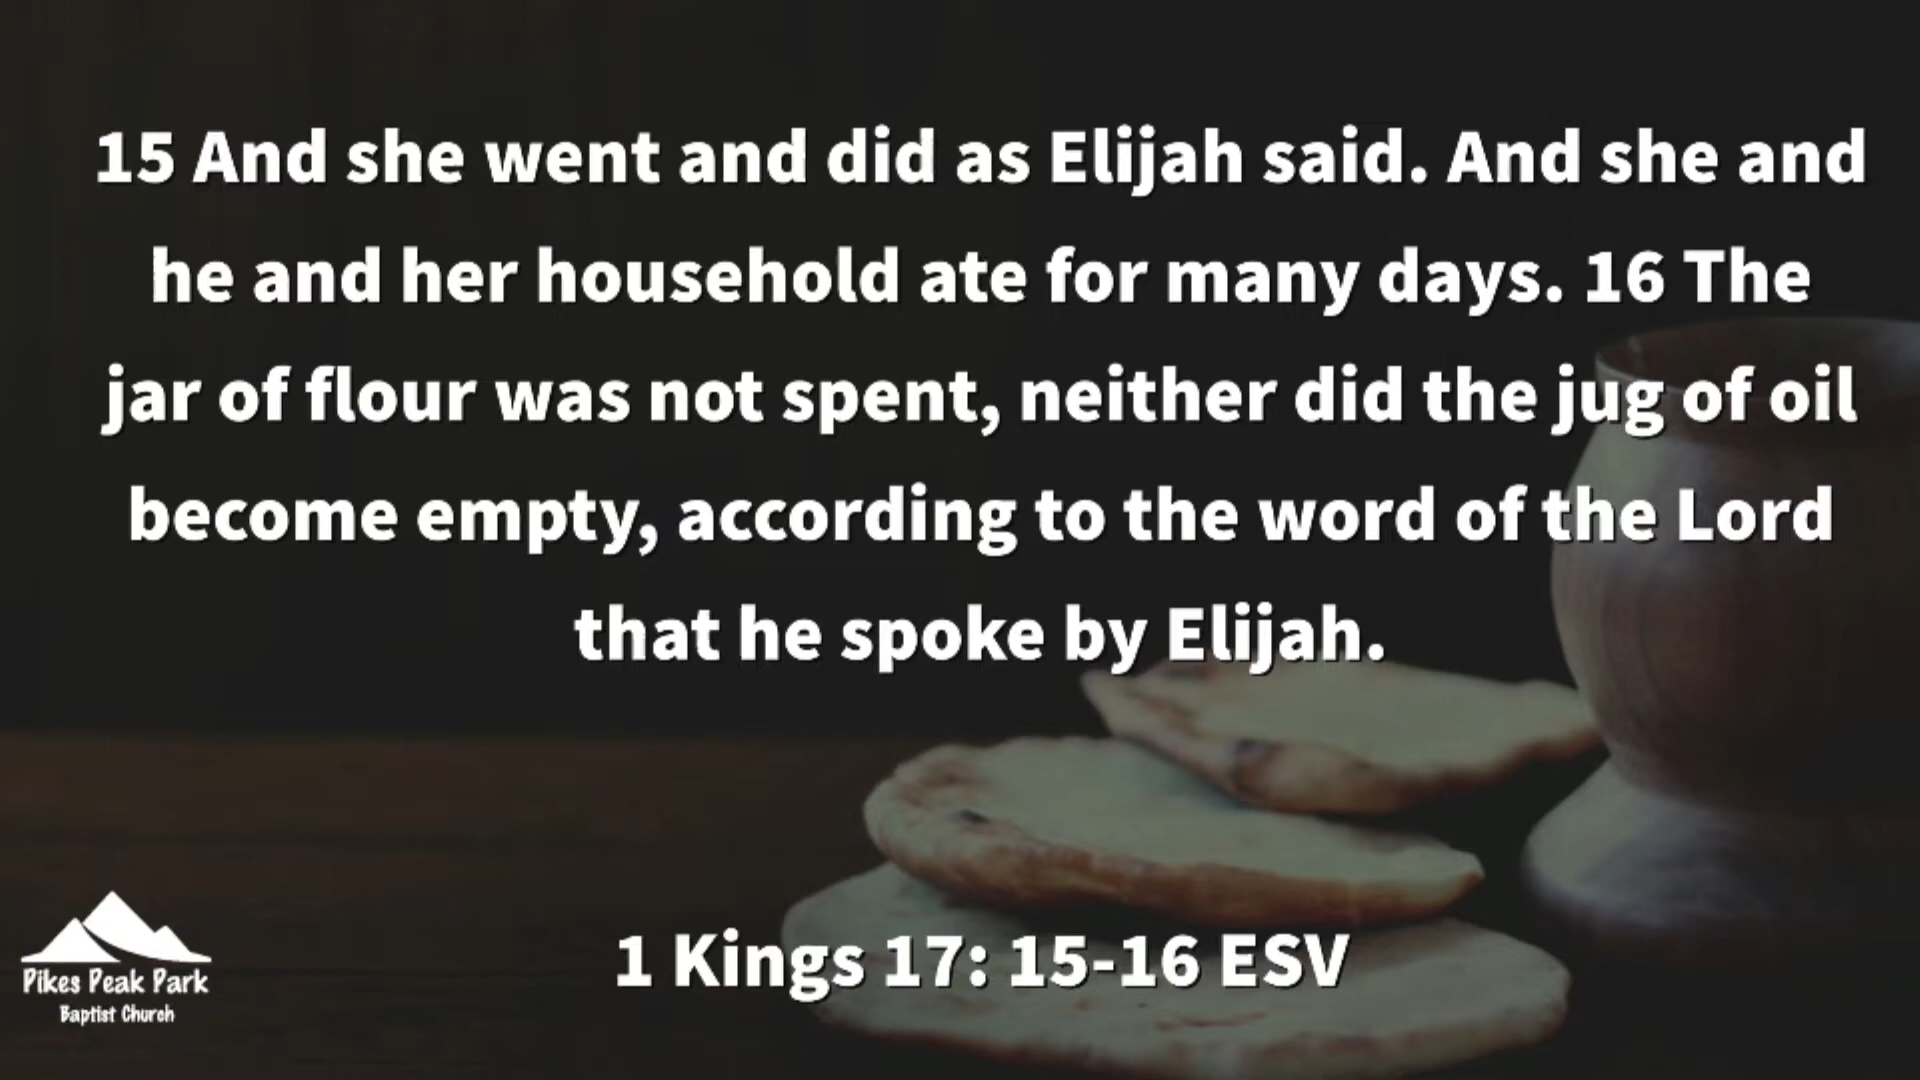 15 And she went and did as Elijah said. And she and
he and her household ate for many days. 16 The
jar of flour was not spent, neither did the jug of oil
become empty, according to the word of the Lord
that he spoke by Elijah.
1 Kings 17: 15-16 ESV
Pikes Peak Park
Baptist Church